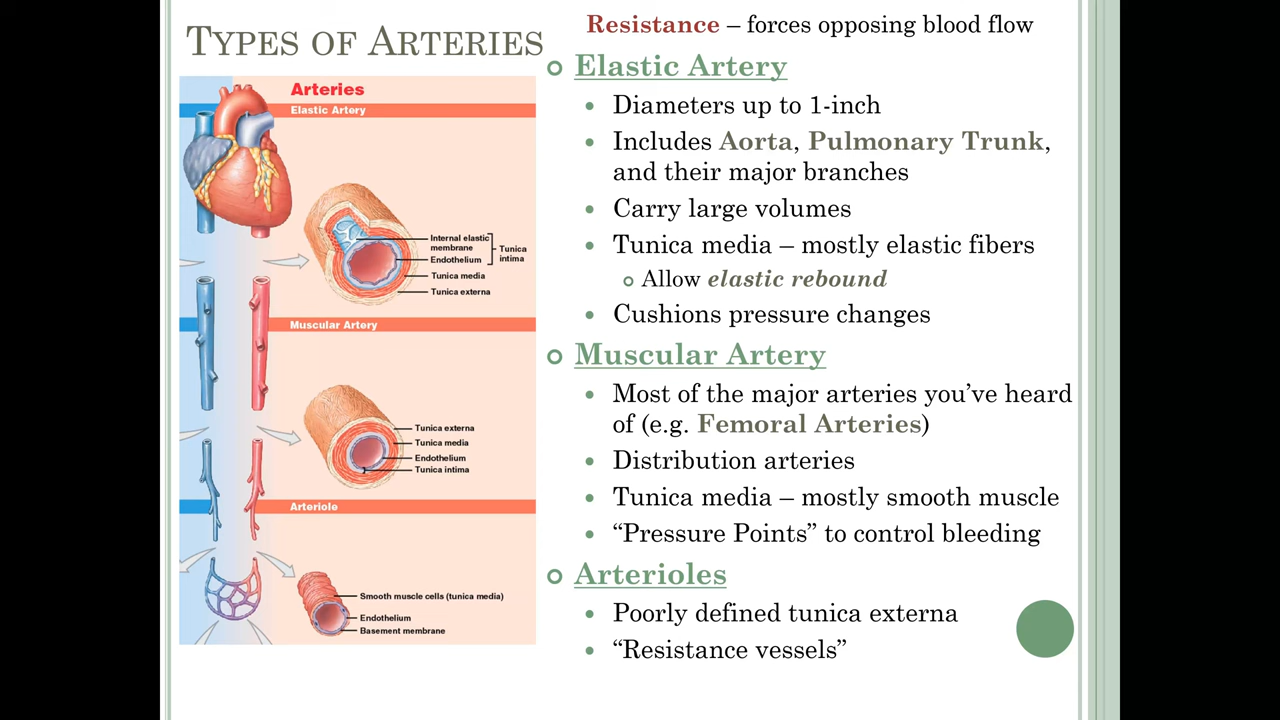 TYPES OF ARTERIES
Arteries
Elastic Artery
Internal elastic
membrane
Endothelium
Tunica
intima
Tunica media
Tunica externa
Muscular Artery
Tunica externa
Tunica media
Endothelium
Tunica intima
Arteriole
Smooth muscle cells (tunica media)
Endothelium
Basement membrane
Resistance – forces opposing blood flow
Elastic Artery
Diameters up to 1-inch
Includes Aorta, Pulmonary Trunk,
and their major branches
Carry large volumes
Tunica media – mostly elastic fibers
Allow elastic rebound
Cushions pressure changes
Muscular Artery
Most of the major arteries you’ve heard
of (e.g. Femoral Arteries)
Distribution arteries
Tunica media – mostly smooth muscle
“Pressure Points” to control bleeding
Arterioles
Poorly defined tunica externa
“Resistance vessels”